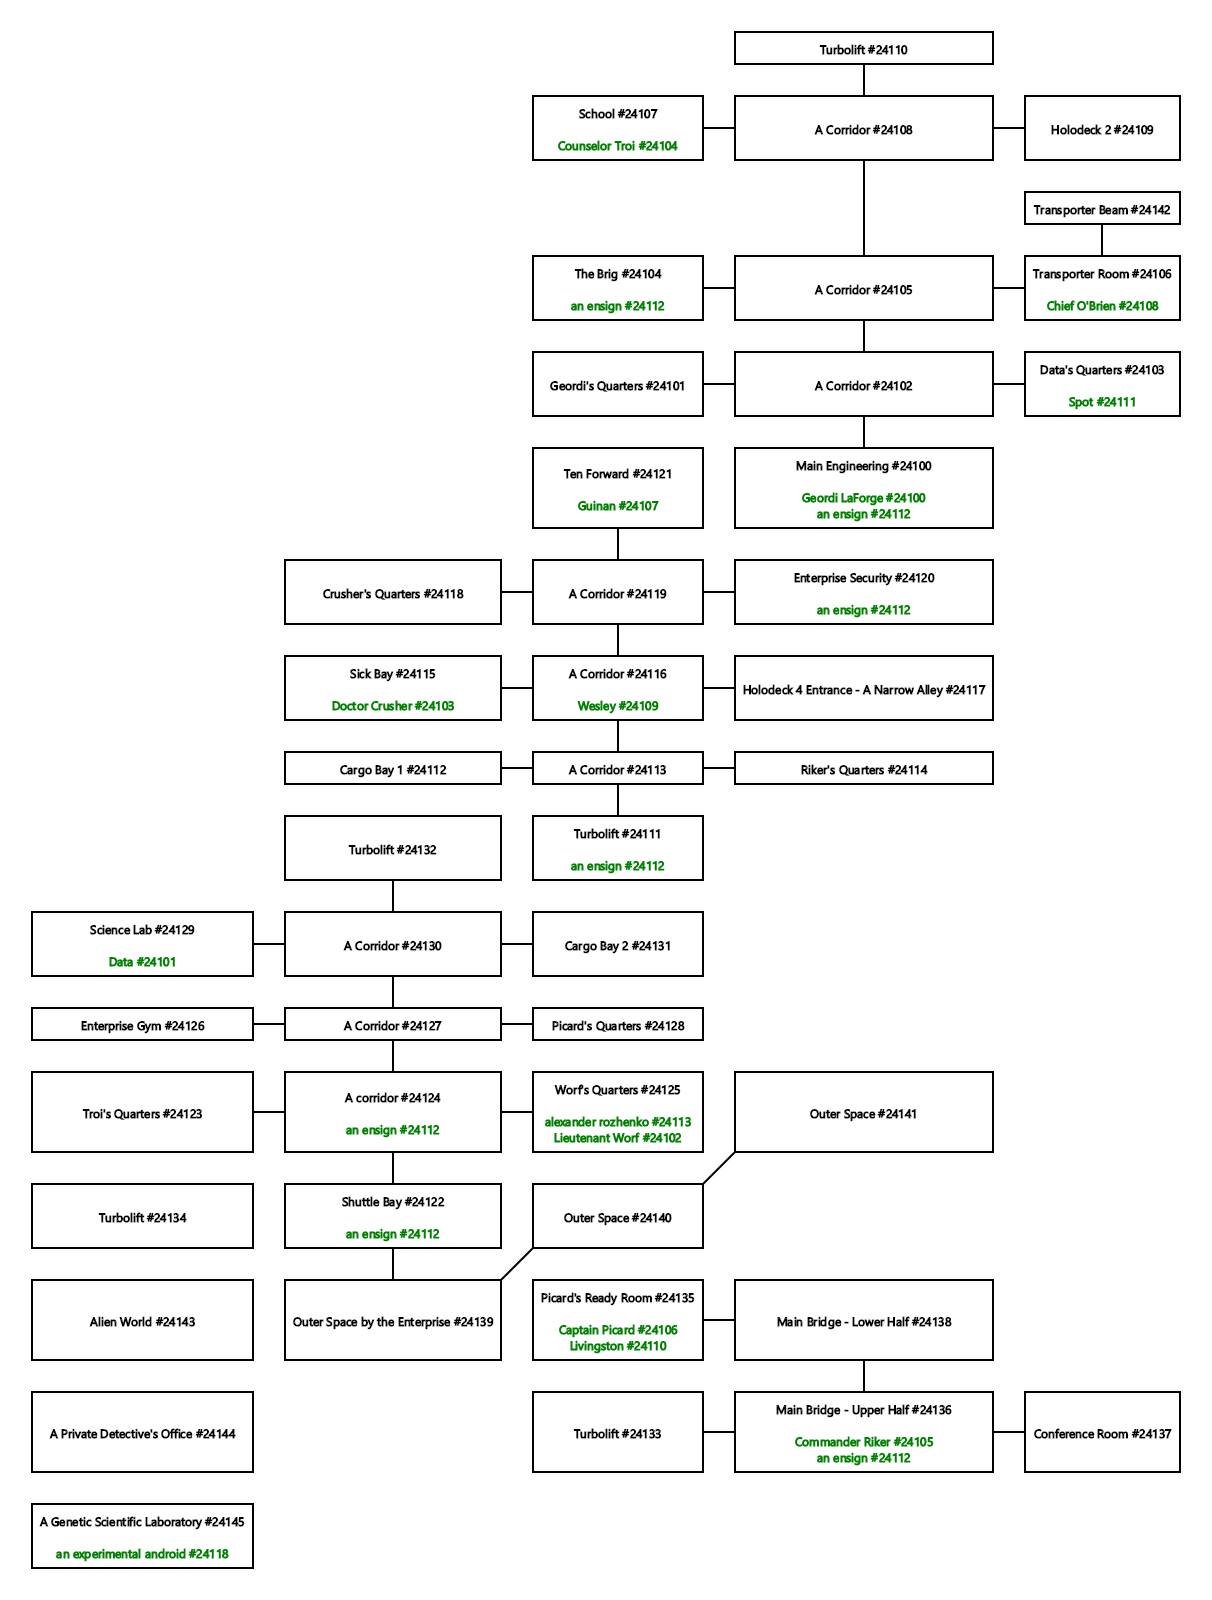 Turbolift #24110
School #24107
Counselor Troi #24104
A Corridor #24108
Holodeck 2 #24109
Transporter Beam #24142
The Brig #24104
an ensign #24112
A Corridor #24105
Transporter Room #24106
Chief O'Brien #24108
Geordi's Quarters #24101
A Corridor #24102
Data's Quarters #24103
Spot #24111
Ten Forward #24121
Guinan #24107
Main Engineering #24100
Geordi LaForge #24100
an ensign #24112
Crusher's Quarters #24118
A Corridor #24119
Enterprise Security #24120
an ensign #24112
Sick Bay #24115
Doctor Crusher #24103
A Corridor #24116
Wesley #24109
Holodeck 4 Entrance - A Narrow Alley #24117
Cargo Bay 1 #24112
A Corridor #24113
Riker's Quarters #24114
Turbolift #24132
Turbolift #24111
an ensign #24112
Science Lab #24129
Data #24101
A Corridor #24130
Cargo Bay 2 #24131
Enterprise Gym #24126
A Corridor #24127
Picard's Quarters #24128
Troi's Quarters #24123
A corridor #24124
an ensign #24112
Worf's Quarters #24125
alexander rozhenko #24113
Lieutenant Worf #24102
Outer Space #24141
Turbolift #24134
Shuttle Bay #24122
an ensign #24112
Outer Space #24140
Alien World #24143
Outer Space by the Enterprise #24139
Picard's Ready Room #24135
Captain Picard #24106
Livingston #24110
Main Bridge - Lower Half #24138
A Private Detective's Office #24144
Turbolift #24133
Main Bridge - Upper Half #24136
Commander Riker #24105
an ensign #24112
Conference Room #24137
A Genetic Scientific Laboratory #24145
an experimental android #24118